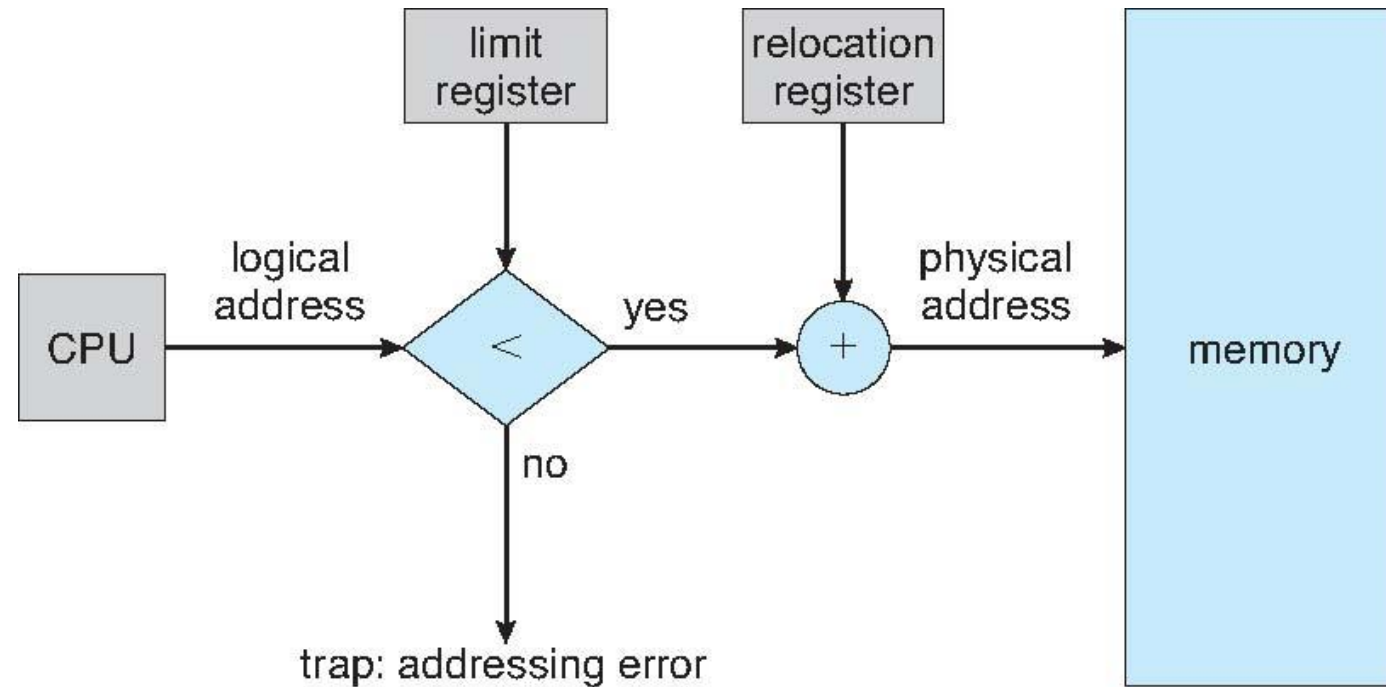 limit
register
relocation
register
logical
address
physical
address
CPU
<
yes
+
memory
no
trap: addressing error